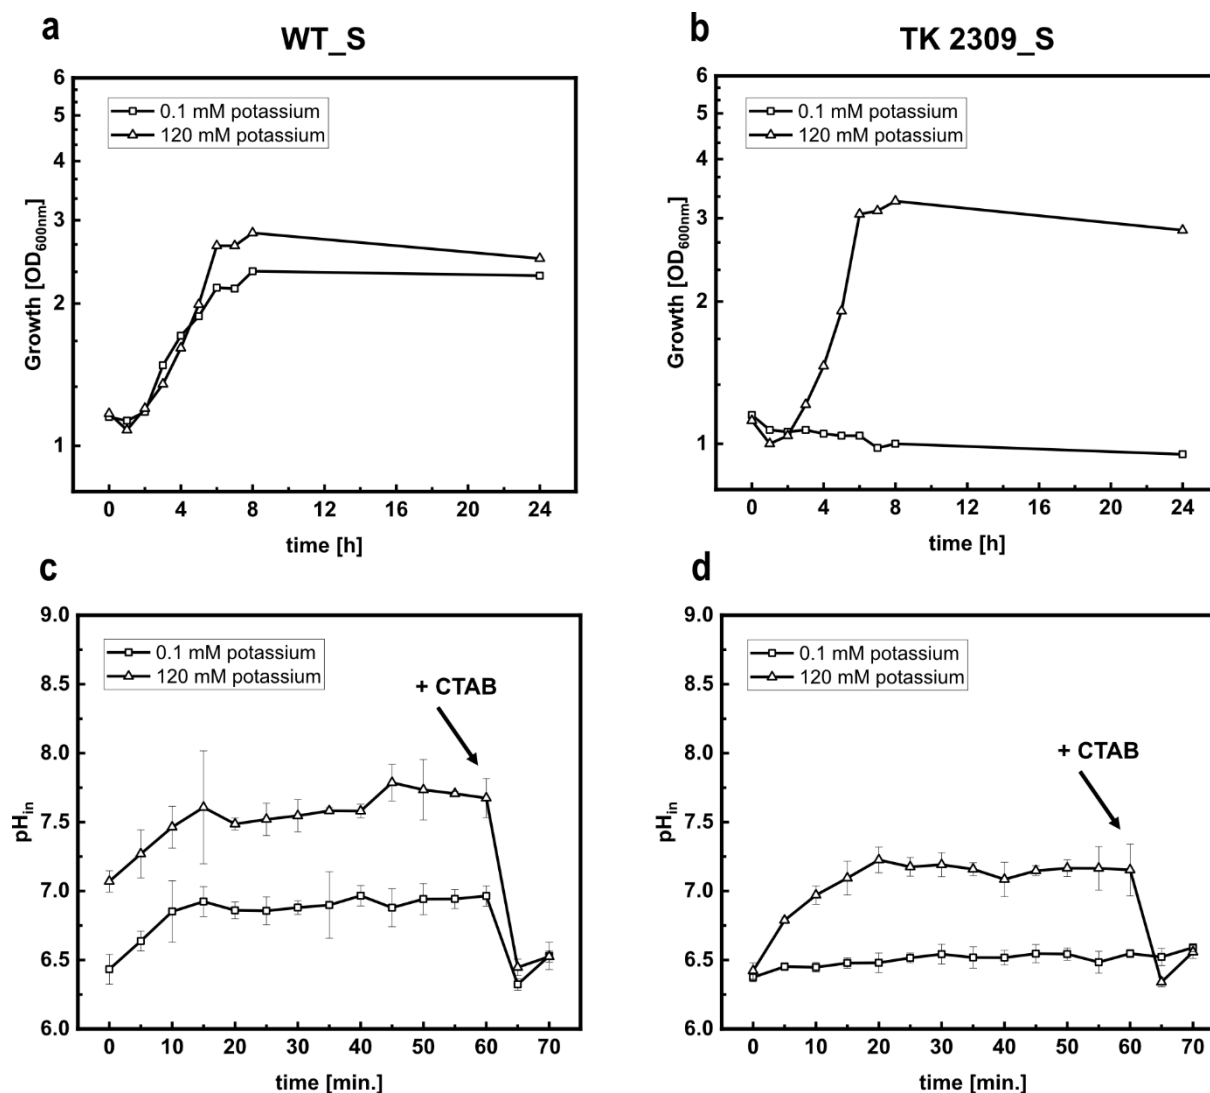 a
WT_S
6
5
4
3
2
1
Growth [OD600nm]
0.1 mM potassium
120 mM potassium
0 4 8 12 16 20 24
time [h]
b
TK 2309_S
6
5
4
3
2
1
Growth [OD600nm]
0.1 mM potassium
120 mM potassium
0 4 8 12 16 20 24
time [h]
c
9.0
8.5
8.0
7.5
7.0
6.5
6.0
pHin
0.1 mM potassium
120 mM potassium
+ CTAB
0 10 20 30 40 50 60 70
time [min.]
d
9.0
8.5
8.0
7.5
7.0
6.5
6.0
pHin
0.1 mM potassium
120 mM potassium
+ CTAB
0 10 20 30 40 50 60 70
time [min.]